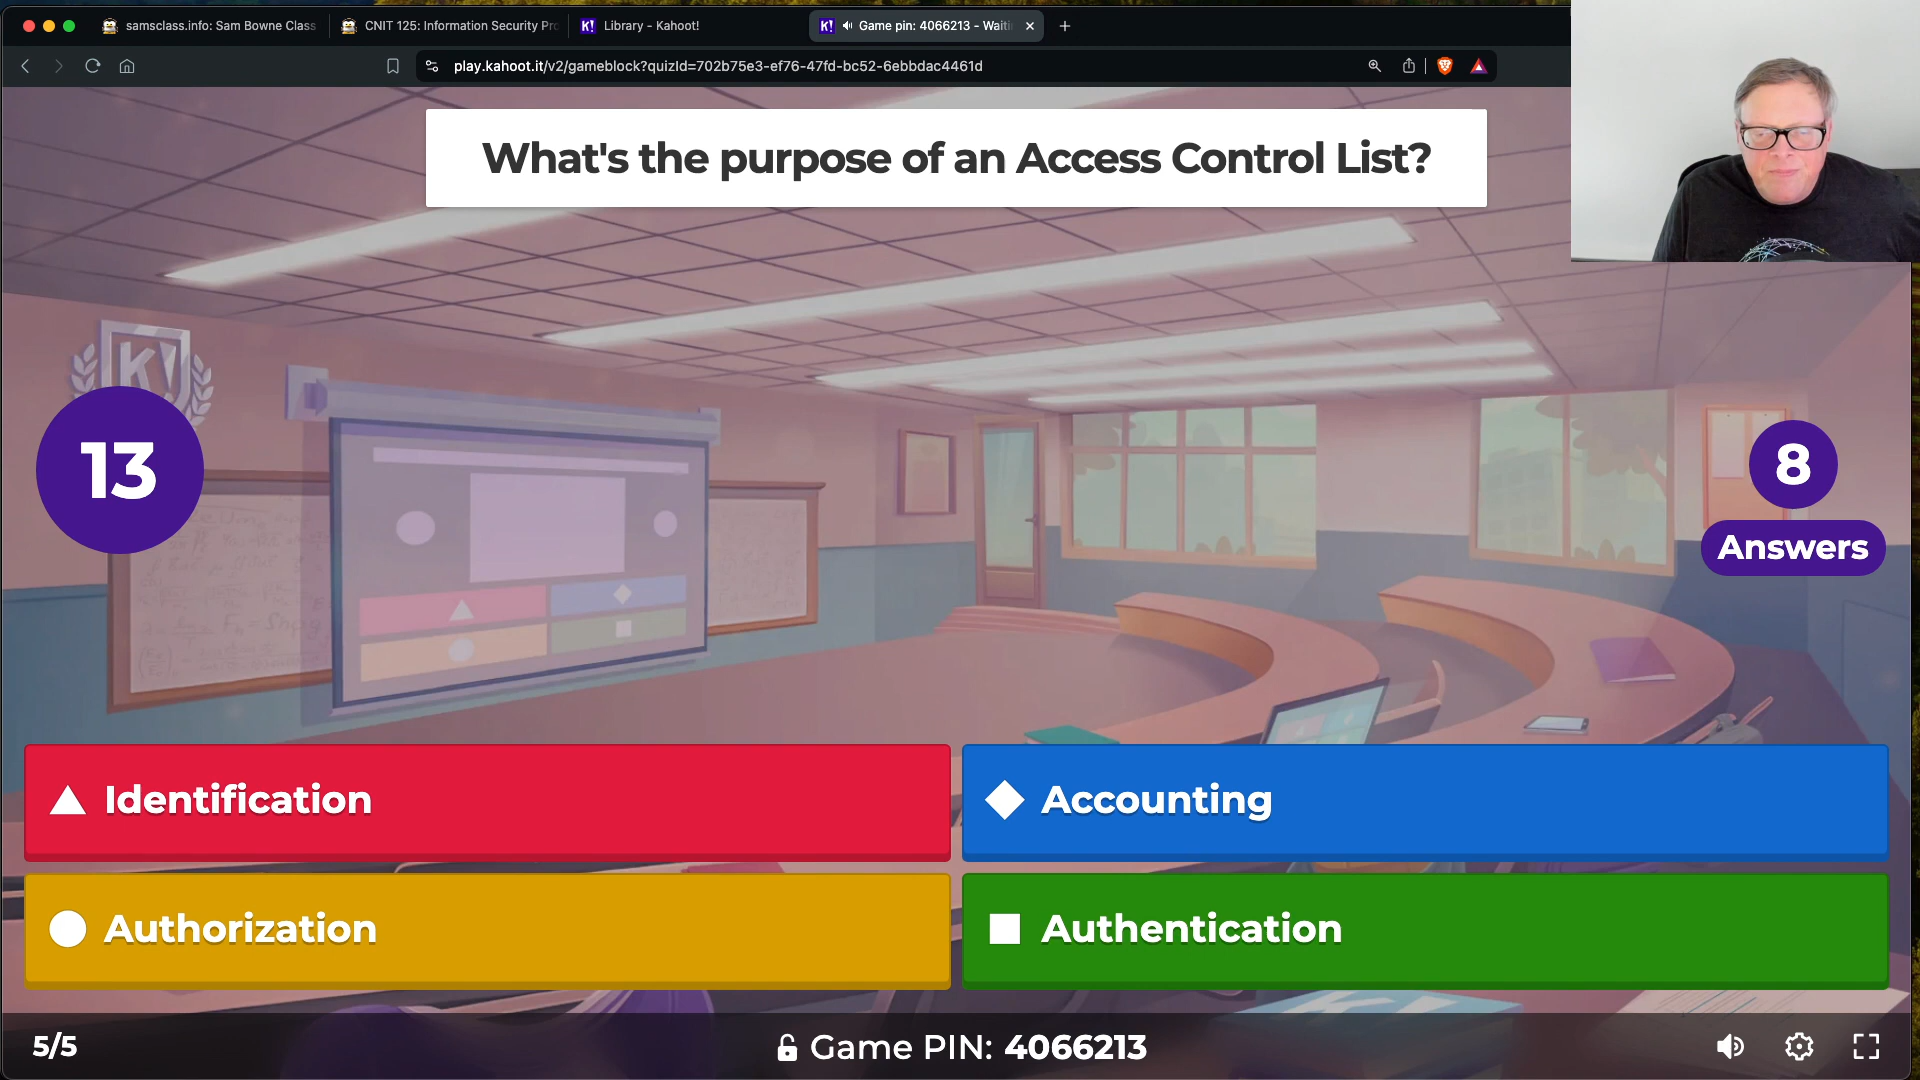 samsclass.info: Sam Bowne Class
CNIT 125: Information Security Pro
Library - Kahoot!
Game pin: 4066213 - Waiti
play.kahoot.it/v2/gameblock?quizId=702b75e3-ef76-47fd-bc52-6ebbdac4461d
What's the purpose of an Access Control List?
13
8
Answers
Identification
Accounting
Authorization
Authentication
5/5
Game PIN: 4066213